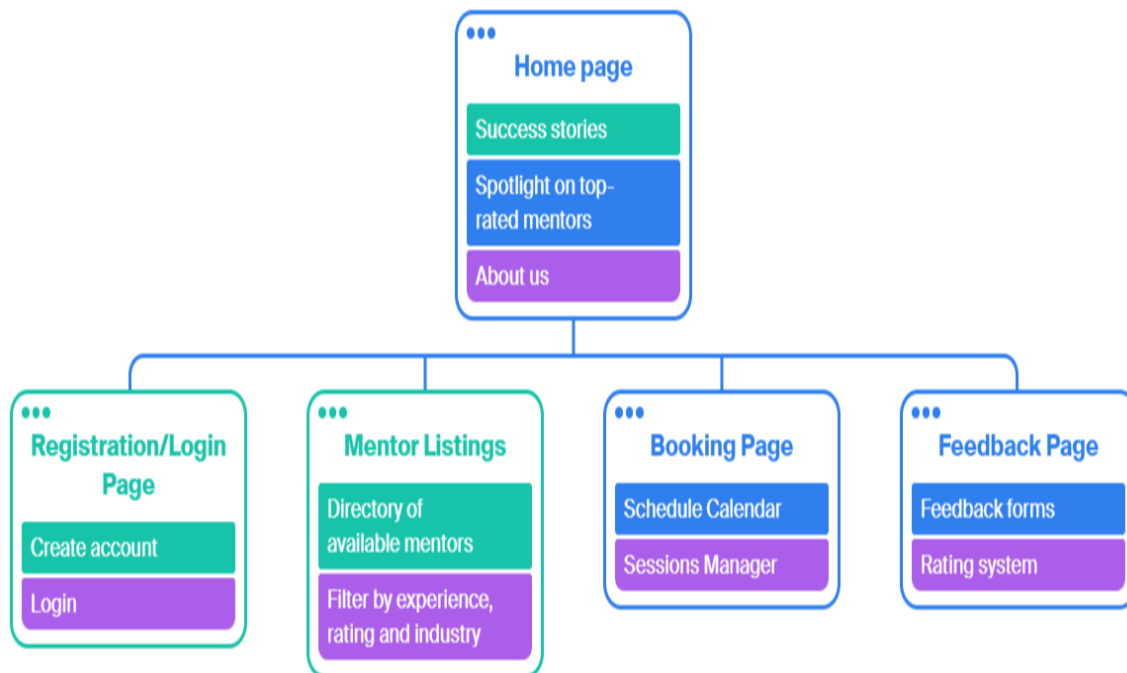 Home page
Success stories
Spotlight on top-
rated mentors
About us
Registration/Login
Page
Create account
Login
Mentor Listings
Directory of
available mentors
Filter by experience,
rating and industry
Booking Page
Schedule Calendar
Sessions Manager
Feedback Page
Feedback forms
Rating system